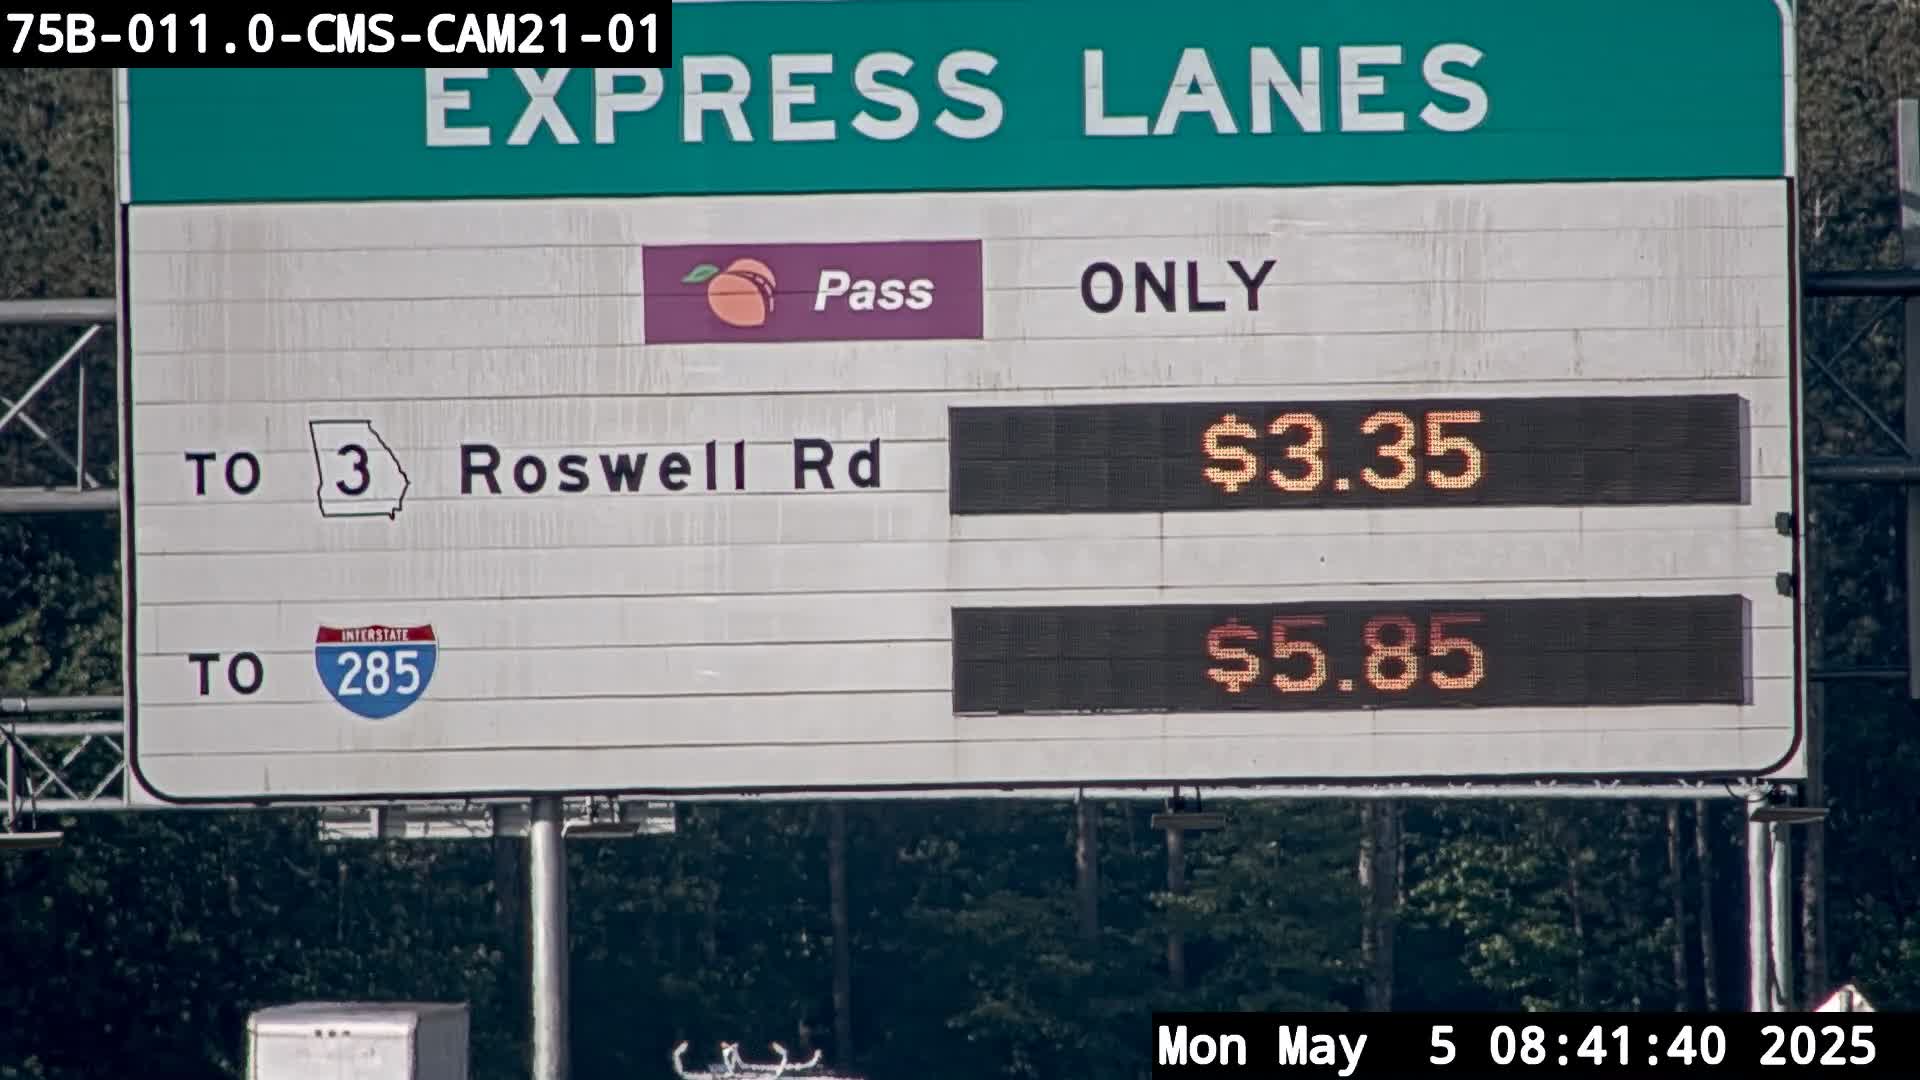 75B-011.0-CMS-CAM21-01
EXPRESS LANES
Pass ONLY
TO 3 Roswell Rd $3.35
INTERSTATE
TO 285 $5.85
Mon May 5 08:41:40 2025